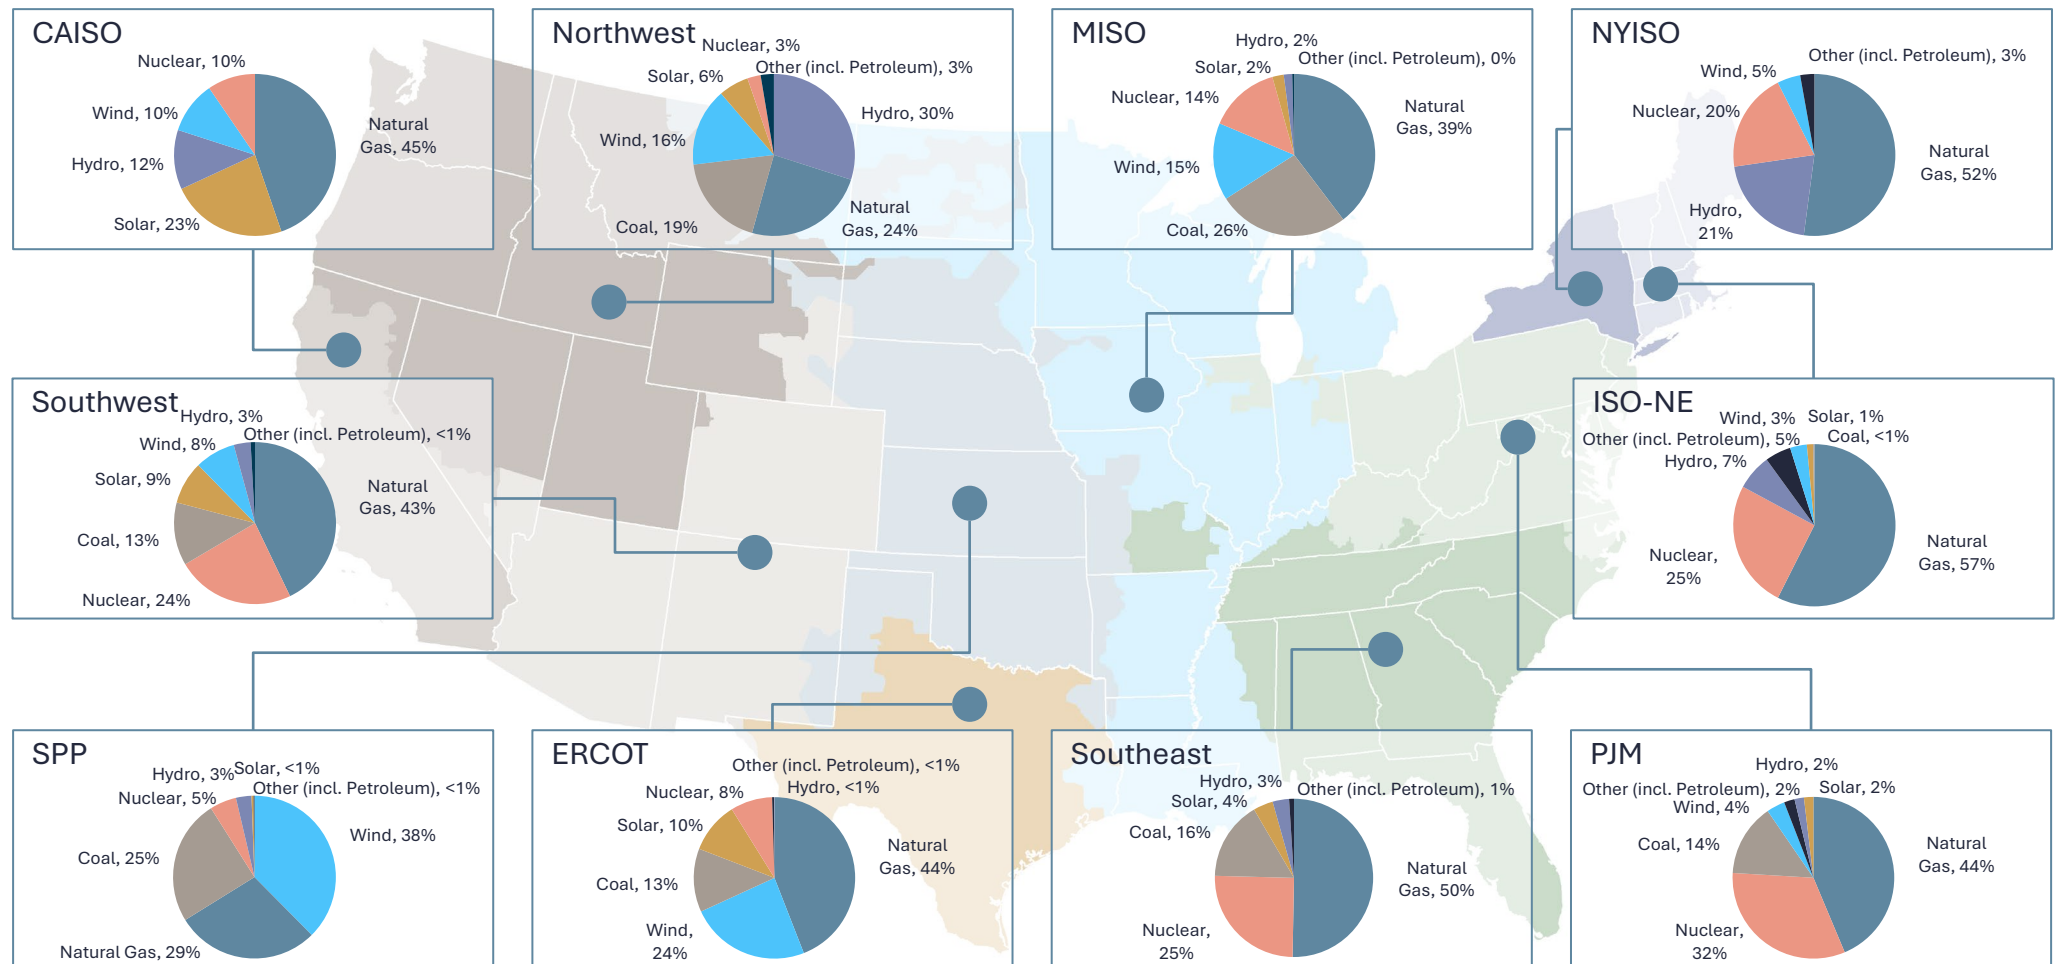 CAISO
Nuclear, 10%
Wind, 10%
Hydro, 12%
Solar, 23%
Natural
Gas, 45%
Northwest
Nuclear, 3%
Other (incl. Petroleum), 3%
Solar, 6%
Hydro, 30%
Wind, 16%
Natural
Gas, 24%
Coal, 19%
MISO
Hydro, 2%
Other (incl. Petroleum), 0%
Solar, 2%
Nuclear, 14%
Natural
Gas, 39%
Wind, 15%
Coal, 26%
NYISO
Other (incl. Petroleum), 3%
Wind, 5%
Nuclear, 20%
Natural
Gas, 52%
Hydro,
21%
Southwest
Hydro, 3%
Other (incl. Petroleum), <1%
Wind, 8%
Solar, 9%
Natural
Gas, 43%
Coal, 13%
Nuclear, 24%
ISO-NE
Wind, 3%
Solar, 1%
Other (incl. Petroleum), 5%
Coal, <1%
Hydro, 7%
Natural
Gas, 57%
Nuclear,
25%
SPP
Hydro, 3%
Solar, <1%
Other (incl. Petroleum), <1%
Nuclear, 5%
Wind, 38%
Coal, 25%
Natural Gas, 29%
ERCOT
Other (incl. Petroleum), <1%
Hydro, <1%
Nuclear, 8%
Solar, 10%
Natural
Gas, 44%
Coal, 13%
Wind,
24%
Southeast
Hydro, 3%
Other (incl. Petroleum), 1%
Solar, 4%
Coal, 16%
Natural
Gas, 50%
Nuclear,
25%
PJM
Hydro, 2%
Other (incl. Petroleum), 2%
Solar, 2%
Wind, 4%
Coal, 14%
Natural
Gas, 44%
Nuclear,
32%